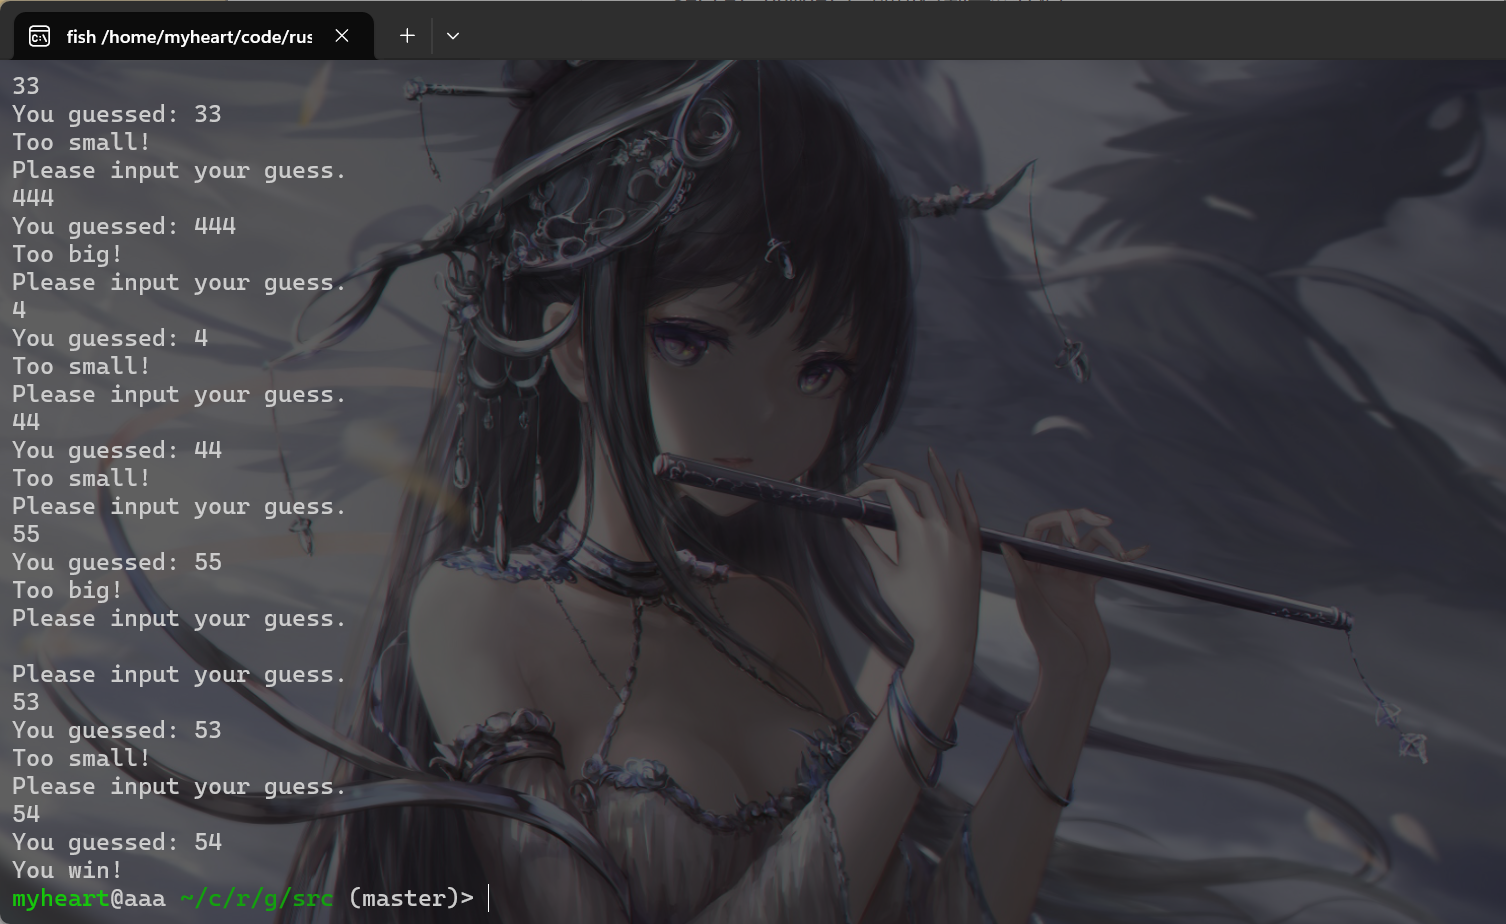 fish /home/myheart/code/rus
33
You guessed: 33
Too small!
Please input your guess.
444
You guessed: 444
Too big!
Please input your guess.
4
You guessed: 4
Too small!
Please input your guess.
44
You guessed: 44
Too small!
Please input your guess.
55
You guessed: 55
Too big!
Please input your guess.
Please input your guess.
53
You guessed: 53
Too small!
Please input your guess.
54
You guessed: 54
You win!
myheart@aaa ~/c/r/g/src (master)>